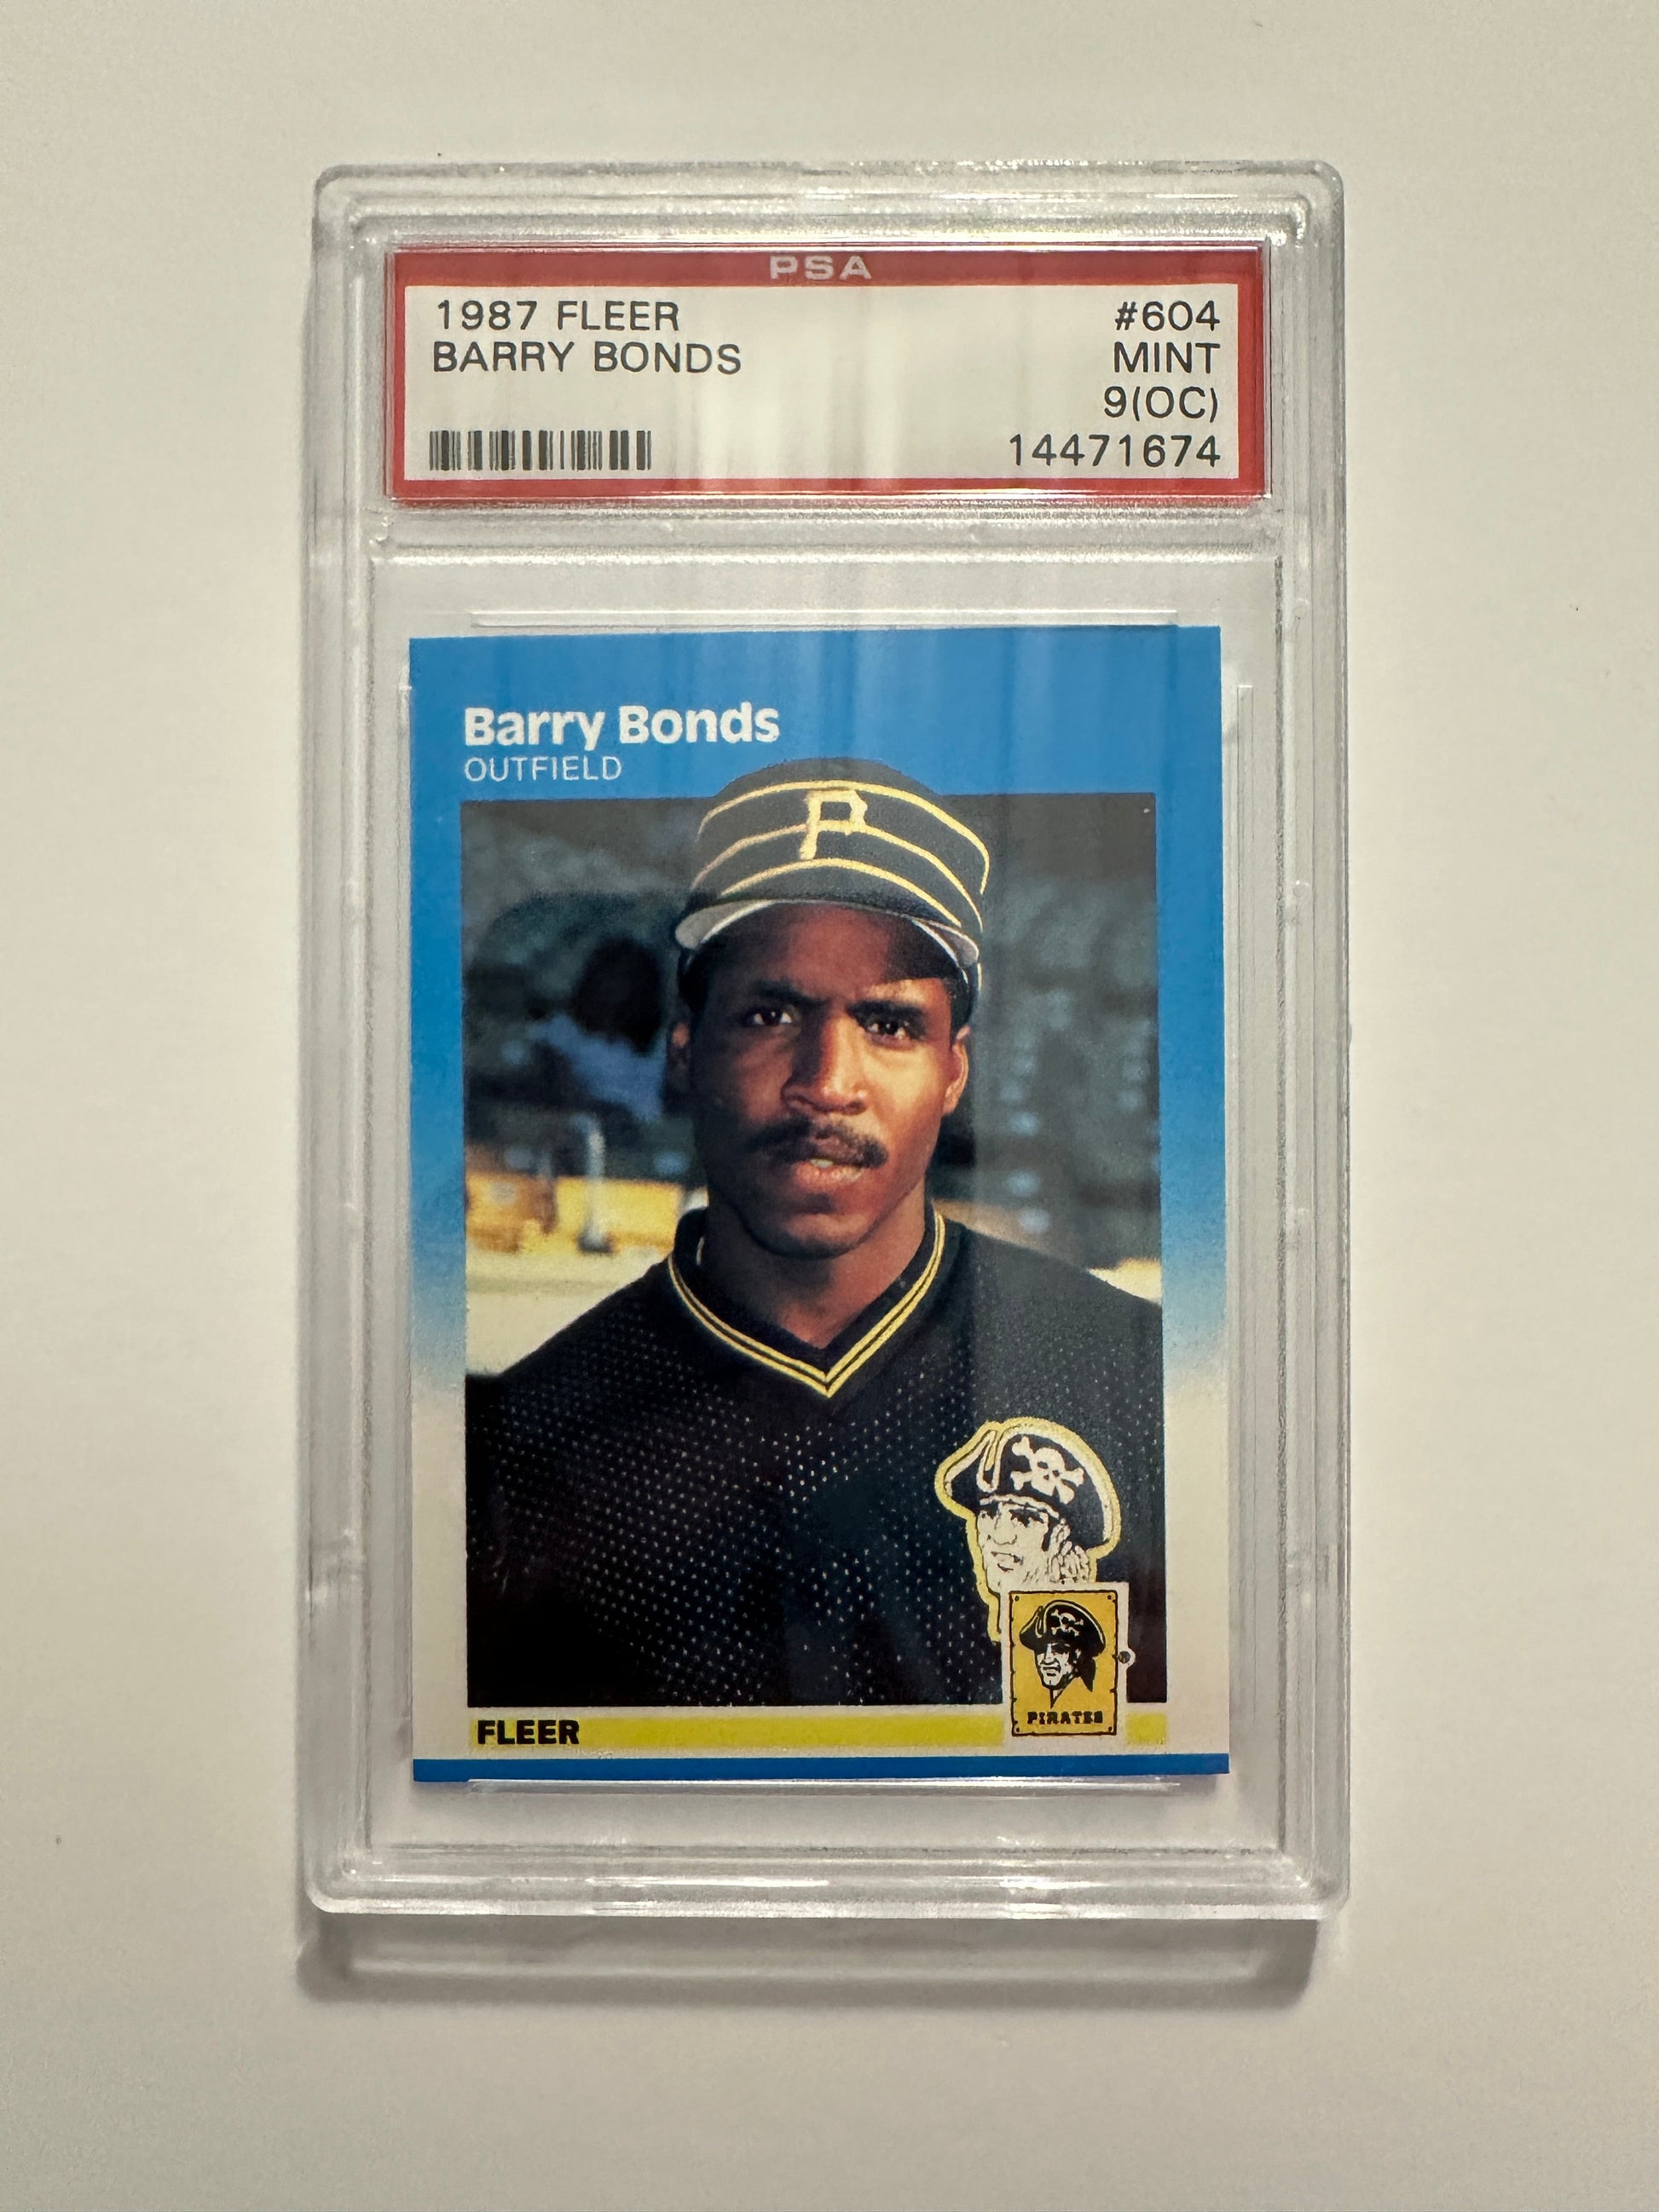 PSA
1987 FLEER #604
BARRY BONDS MINT
9(OC)
14471674
Barry Bonds
OUTFIELD
P
FLEER
PIRATES